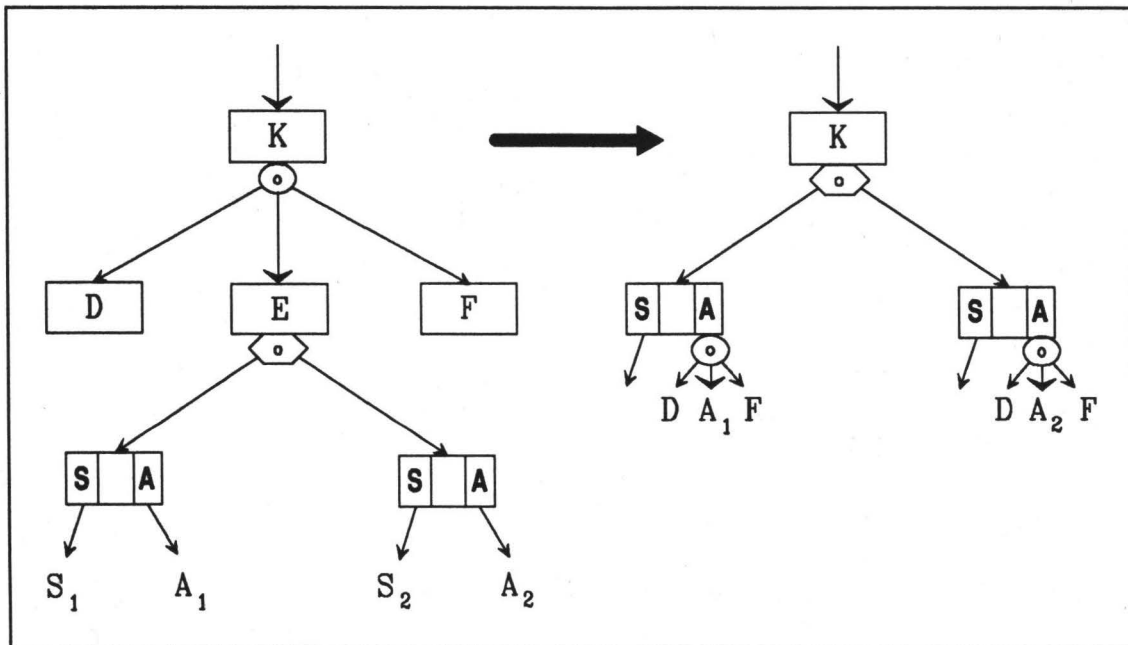 K K
o o
D E F S A S A
o o o
D A₁ F D A₂ F
S A S A
S₁ A₁ S₂ A₂